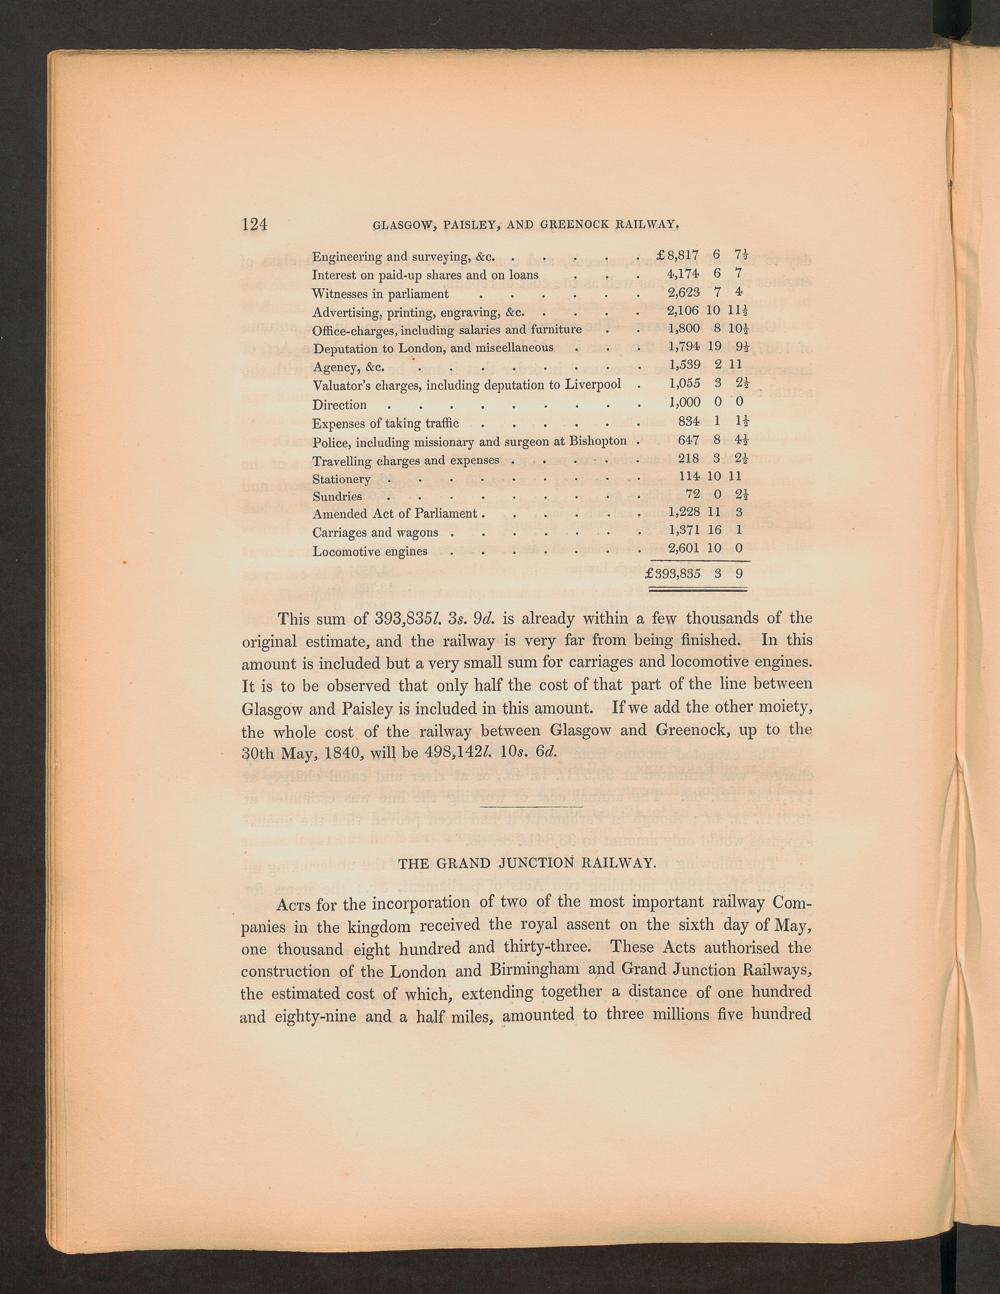 124 GLASGOW, PAISLEY, AND GREENOCK RAILWAY.
Engineering and surveying, &c. . . . . . £8,817 6 7½
Interest on paid-up shares and on loans . . . 4,174 6 7
Witnesses in parliament . . . . . . 2,623 7 4
Advertising, printing, engraving, &c. . . . . 2,106 10 11½
Office-charges, including salaries and furniture . . 1,800 8 10½
Deputation to London, and miscellaneous . . . 1,794 19 9½
Agency, &c. . . . . . . . . 1,539 2 11
Valuator's charges, including deputation to Liverpool . 1,055 3 2½
Direction . . . . . . . . . 1,000 0 0
Expenses of taking traffic . . . . . . 834 1 1½
Police, including missionary and surgeon at Bishopton . 647 8 4½
Travelling charges and expenses . . . . . 218 3 2½
Stationery . . . . . . . . . 114 10 11
Sundries . . . . . . . . . 72 0 2½
Amended Act of Parliament . . . . . . 1,228 11 3
Carriages and wagons . . . . . . . 1,371 16 1
Locomotive engines . . . . . . . 2,601 10 0
£393,835 3 9
This sum of 393,835l. 3s. 9d. is already within a few thousands of the
original estimate, and the railway is very far from being finished. In this
amount is included but a very small sum for carriages and locomotive engines.
It is to be observed that only half the cost of that part of the line between
Glasgow and Paisley is included in this amount. If we add the other moiety,
the whole cost of the railway between Glasgow and Greenock, up to the
30th May, 1840, will be 498,142l. 10s. 6d.
THE GRAND JUNCTION RAILWAY.
ACTS for the incorporation of two of the most important railway Com-
panies in the kingdom received the royal assent on the sixth day of May,
one thousand eight hundred and thirty-three. These Acts authorised the
construction of the London and Birmingham and Grand Junction Railways,
the estimated cost of which, extending together a distance of one hundred
and eighty-nine and a half miles, amounted to three millions five hundred